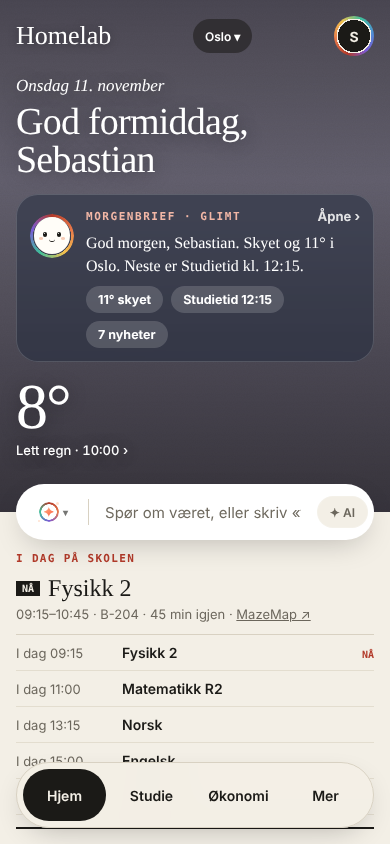 Homelab
Oslo ▾
S
Onsdag 11. november
God formiddag,
Sebastian
MORGENBRIEF · GLIMT
Åpne ›
God morgen, Sebastian. Skyet og 11° i
Oslo. Neste er Studietid kl. 12:15.
11° skyet
Studietid 12:15
7 nyheter
8°
Lett regn · 10:00 ›
Spør om været, eller skriv «
✦ AI
I DAG PÅ SKOLEN
NÅ Fysikk 2
09:15–10:45 · B-204 · 45 min igjen · MazeMap ↗
I dag 09:15 Fysikk 2 NÅ
I dag 11:00 Matematikk R2
I dag 13:15 Norsk
I dag 15:00 Engelsk
Hjem
Studie
Økonomi
Mer